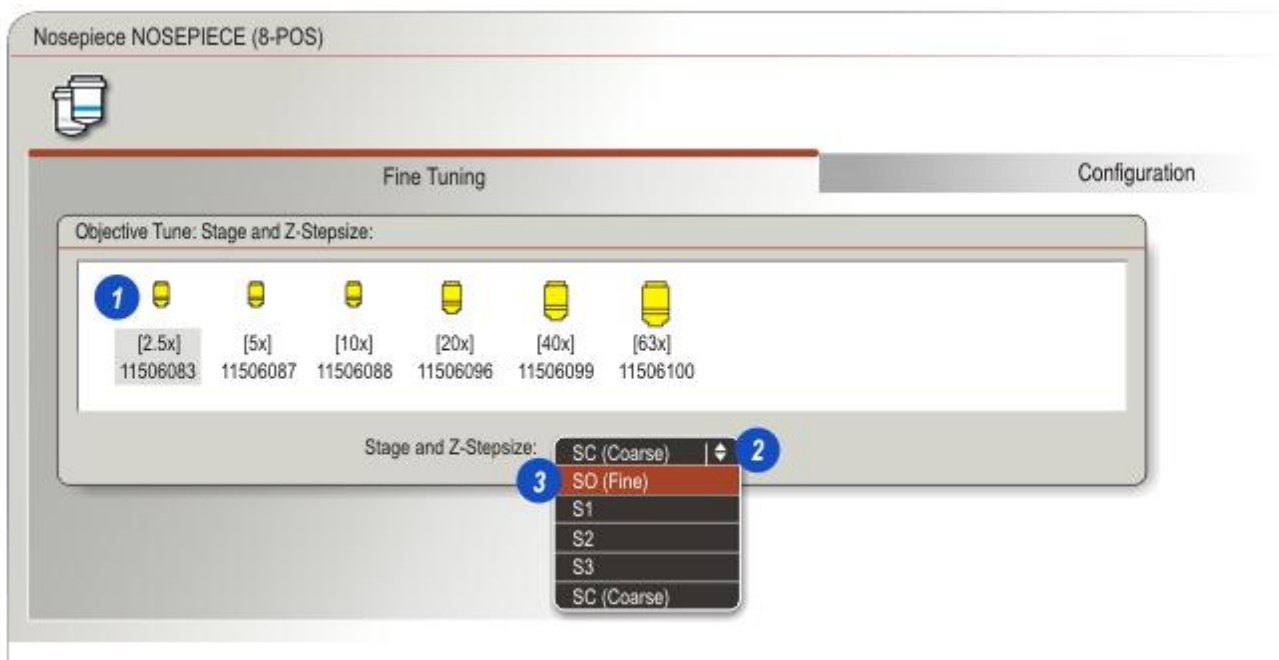 Nosepiece NOSEPIECE (8-POS)
Fine Tuning
Configuration
Objective Tune: Stage and Z-Stepsize:
1
[2.5x] [5x] [10x] [20x] [40x] [63x]
11506083 11506087 11506088 11506096 11506099 11506100
Stage and Z-Stepsize: SC (Coarse) 2
3 SO (Fine)
S1
S2
S3
SC (Coarse)